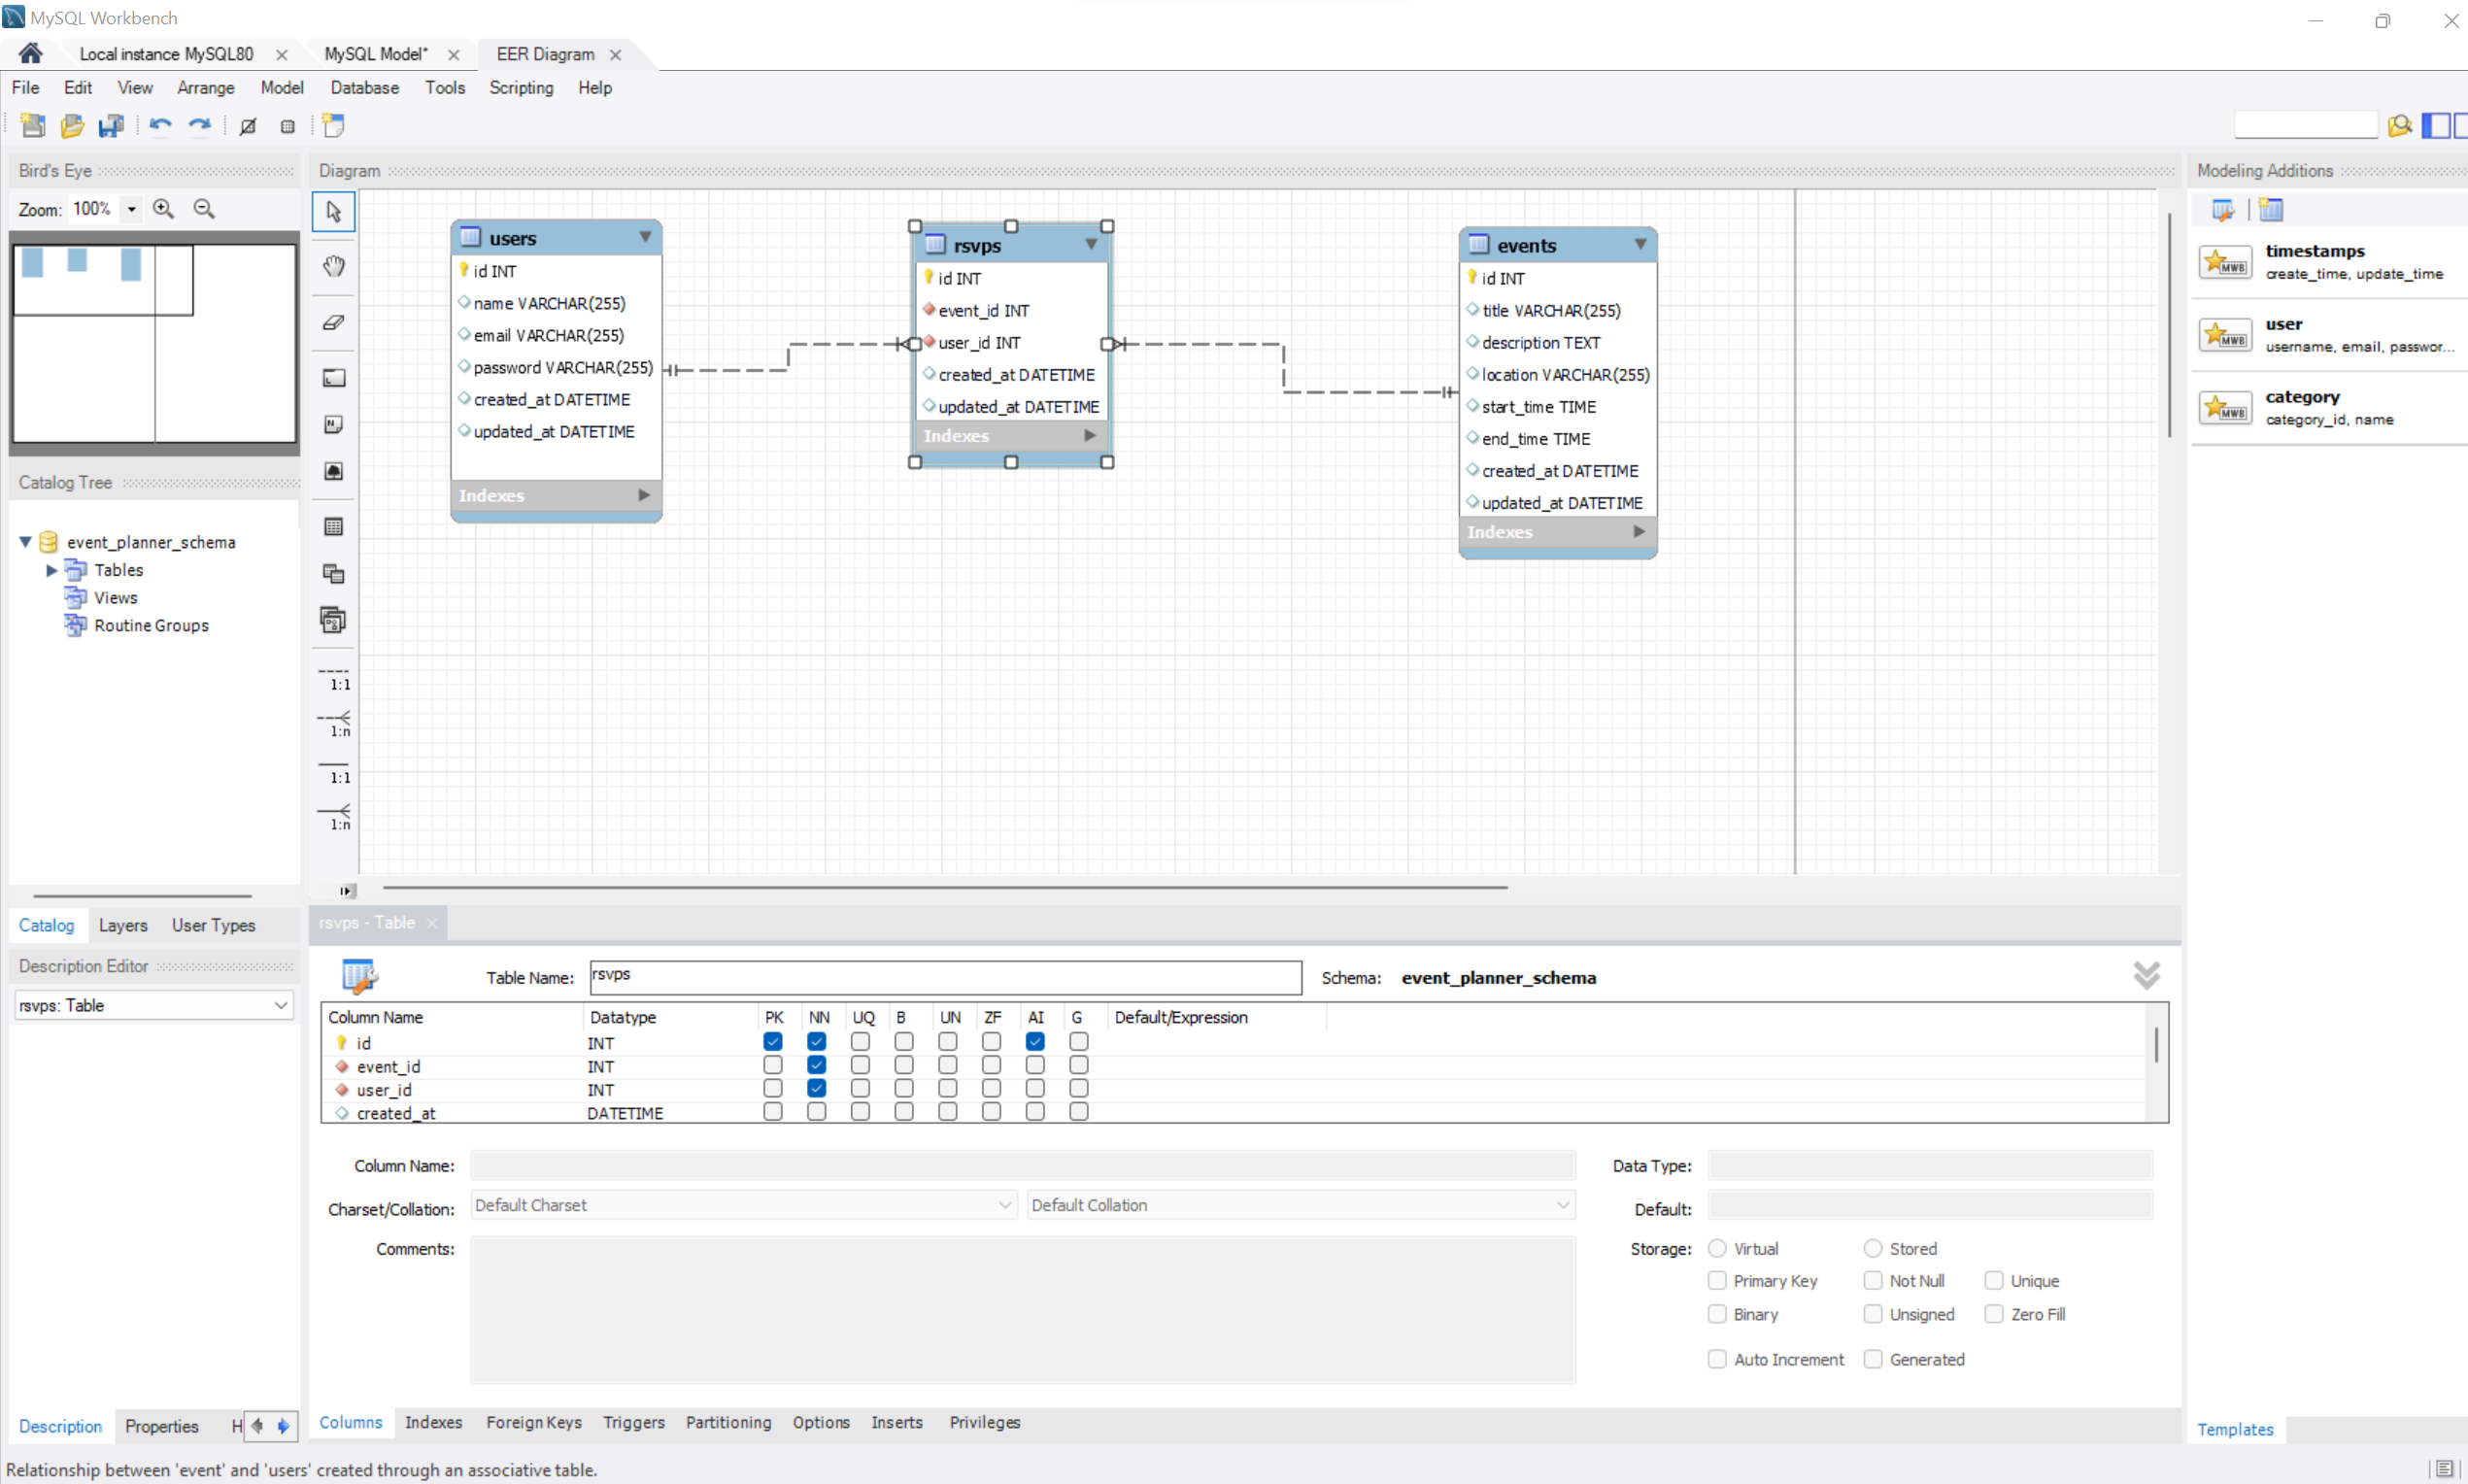 MySQL Workbench
Local instance MySQL80
MySQL Model*
EER Diagram
File Edit View Arrange Model Database Tools Scripting Help
Bird's Eye
Zoom: 100%
Catalog Tree
event_planner_schema
Tables
Views
Routine Groups
Catalog Layers User Types
Description Editor
rsvps: Table
Description Properties H
Diagram
1:1
1:n
1:1
1:n
users
id INT
name VARCHAR(255)
email VARCHAR(255)
password VARCHAR(255)
created_at DATETIME
updated_at DATETIME
Indexes
rsvps
id INT
event_id INT
user_id INT
created_at DATETIME
updated_at DATETIME
Indexes
events
id INT
title VARCHAR(255)
description TEXT
location VARCHAR(255)
start_time TIME
end_time TIME
created_at DATETIME
updated_at DATETIME
Indexes
Modeling Additions
MWB
timestamps
create_time, update_time
MWB
user
username, email, passwor...
MWB
category
category_id, name
Templates
rsvps - Table
Table Name: rsvps Schema: event_planner_schema
Column Name Datatype PK NN UQ B UN ZF AI G Default/Expression
id INT
event_id INT
user_id INT
created_at DATETIME
Column Name: Data Type:
Charset/Collation: Default Charset Default Collation Default:
Comments: Storage: Virtual Stored
Primary Key Not Null Unique
Binary Unsigned Zero Fill
Auto Increment Generated
Columns Indexes Foreign Keys Triggers Partitioning Options Inserts Privileges
Relationship between 'event' and 'users' created through an associative table.